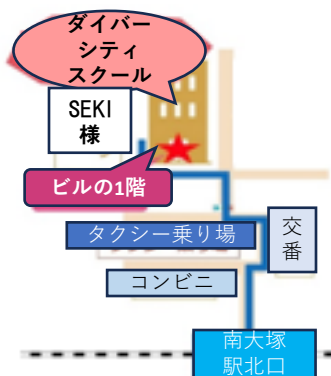 ダイバー
シティ
スクール
SEKI
様
ビルの1階
タクシー乗り場
交
番
コンビニ
南大塚
駅北口